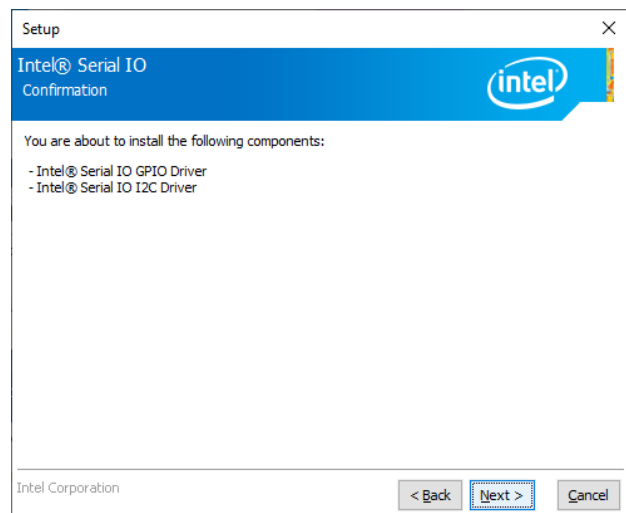 Setup
Intel® Serial IO
Confirmation
intel
You are about to install the following components:
- Intel® Serial IO GPIO Driver
- Intel® Serial IO I2C Driver
Intel Corporation
< Back
Next >
Cancel